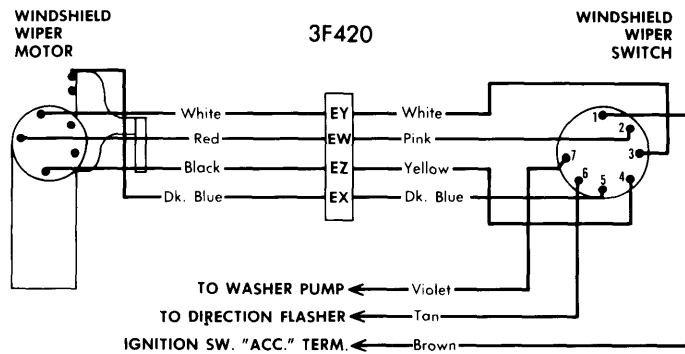 WINDSHIELD
WIPER
MOTOR
3F420
WINDSHIELD
WIPER
SWITCH
White EY White 1
2
Red EW Pink
3
7
Black EZ Yellow
6 5 4
Dk. Blue EX Dk. Blue
TO WASHER PUMP Violet
TO DIRECTION FLASHER Tan
IGNITION SW. "ACC." TERM. Brown